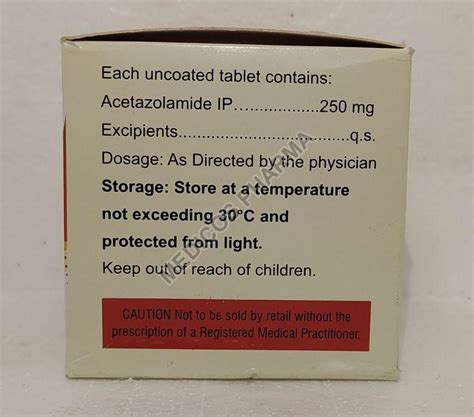 Each uncoated tablet contains:
Acetazolamide IP......................250 mg
Excipients..................................q.s.
Dosage: As Directed by the physician
Storage: Store at a temperature
not exceeding 30°C and
protected from light.
Keep out of reach of children.
CAUTION Not to be sold by retail without the
prescription of a Registered Medical Practitioner.
MEDICOS PHARMA